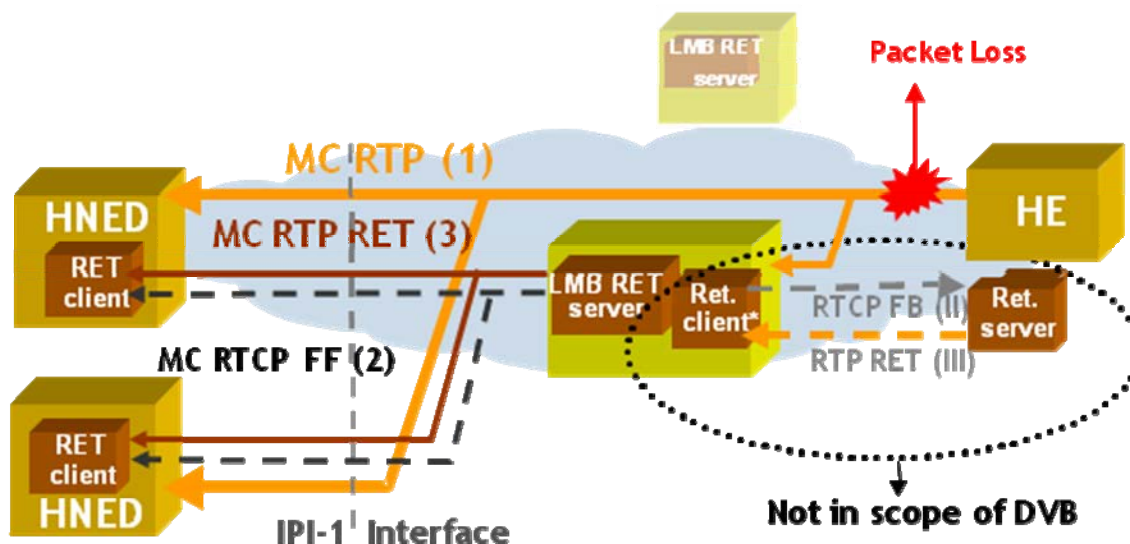 LMB RET
server
Packet Loss
MC RTP (1)
HNED
HE
MC RTP RET (3)
RET
client
LMB RET
server
Ret.
client*
RTCP FB (II)
Ret.
server
RTP RET (III)
MC RTCP FF (2)
RET
client
HNED
Not in scope of DVB
IPI-1 Interface